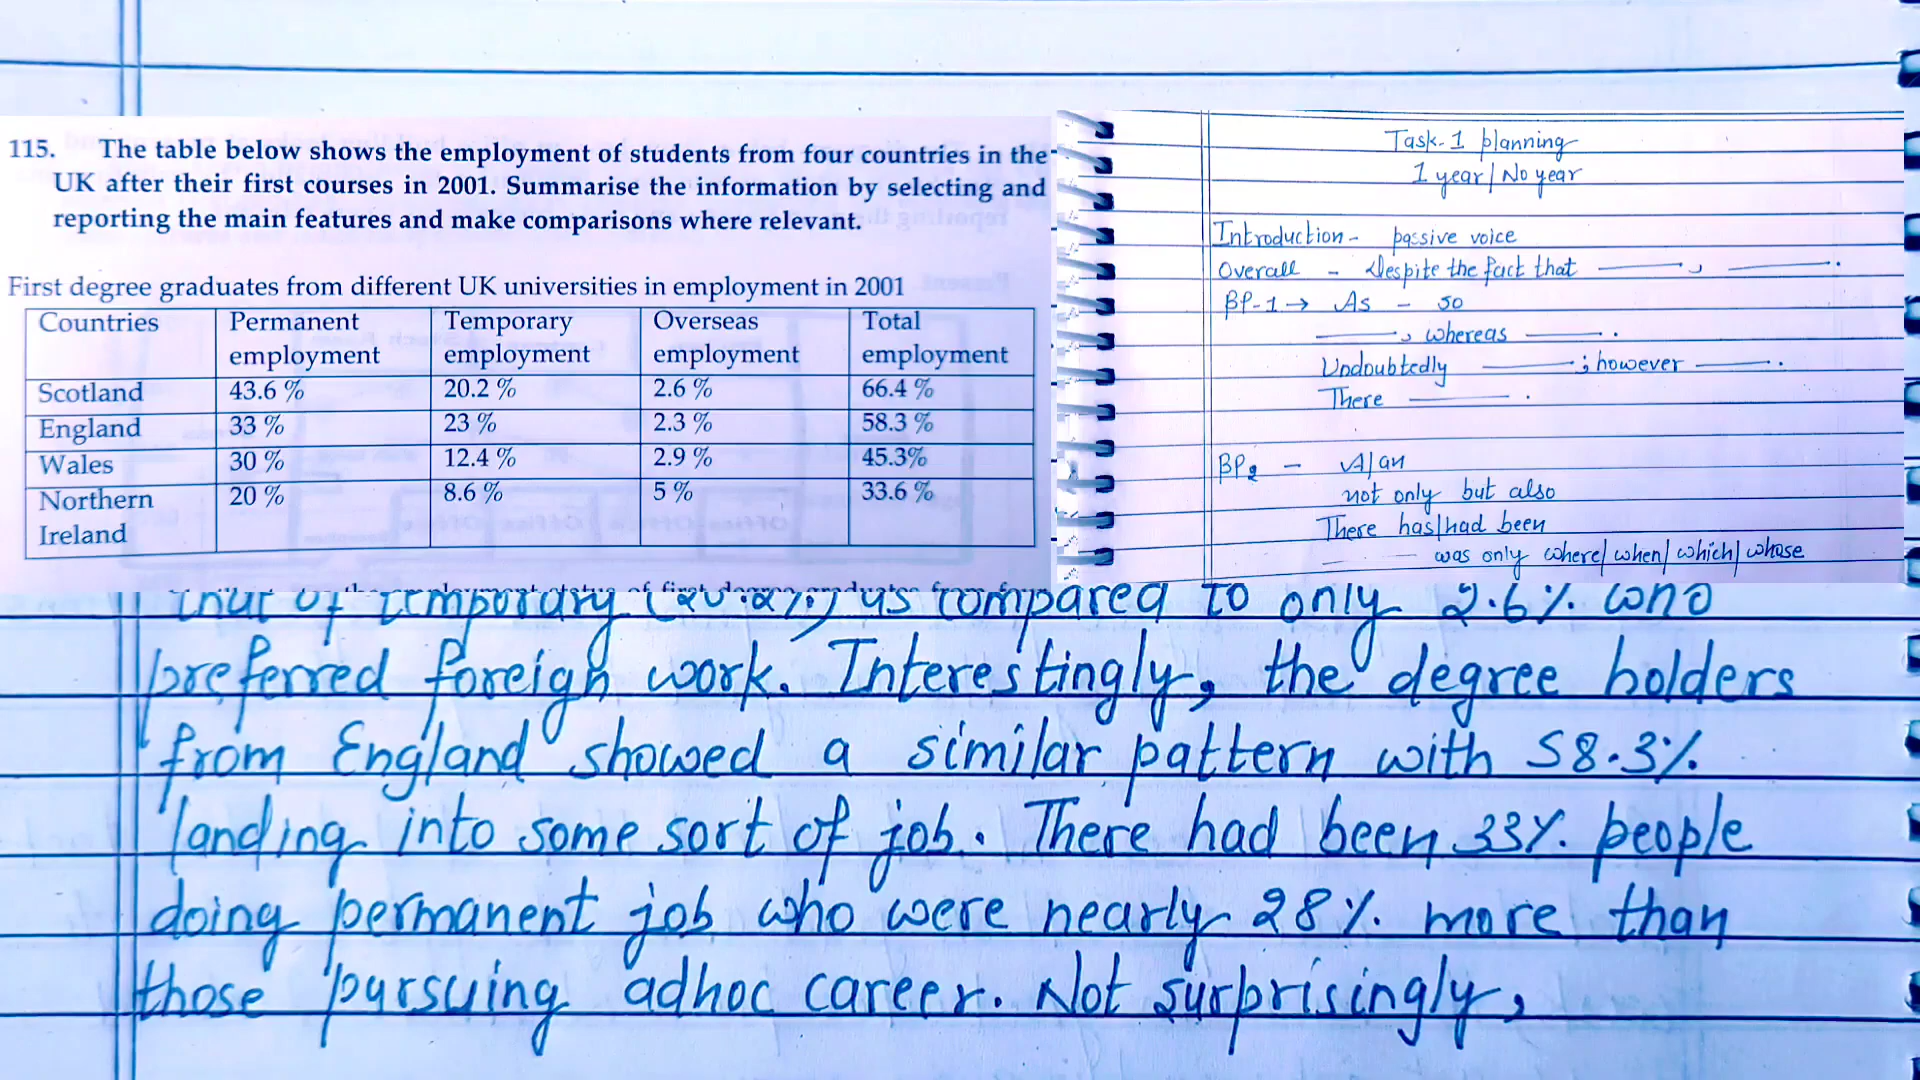 115. The table below shows the employment of students from four countries in the
UK after their first courses in 2001. Summarise the information by selecting and
reporting the main features and make comparisons where relevant.
First degree graduates from different UK universities in employment in 2001
Countries Permanent employment Temporary employment Overseas employment Total employment
Scotland 43.6 % 20.2 % 2.6 % 66.4 %
England 33 % 23 % 2.3 % 58.3 %
Wales 30 % 12.4 % 2.9 % 45.3%
Northern Ireland 20 % 8.6 % 5 % 33.6 %
Task-1 planning
1 year/No year
Introduction - passive voice
Overall - Despite the fact that ——— , ———.
BP-1 → As - so
———, whereas ———.
Undoubtedly ——— ; however ———.
There ——— .
BP2 - A/an
not only but also
There has/had been
——— was only where/when/which/whose
that of temporary (20.2%) as compared to only 2.6%. who
preferred foreign work. Interestingly, the degree holders
from England showed a similar pattern with 58.3%
landing into some sort of job. There had been 33%. people
doing permanent job who were nearly 28%. more than
those pursuing adhoc career. Not surprisingly,